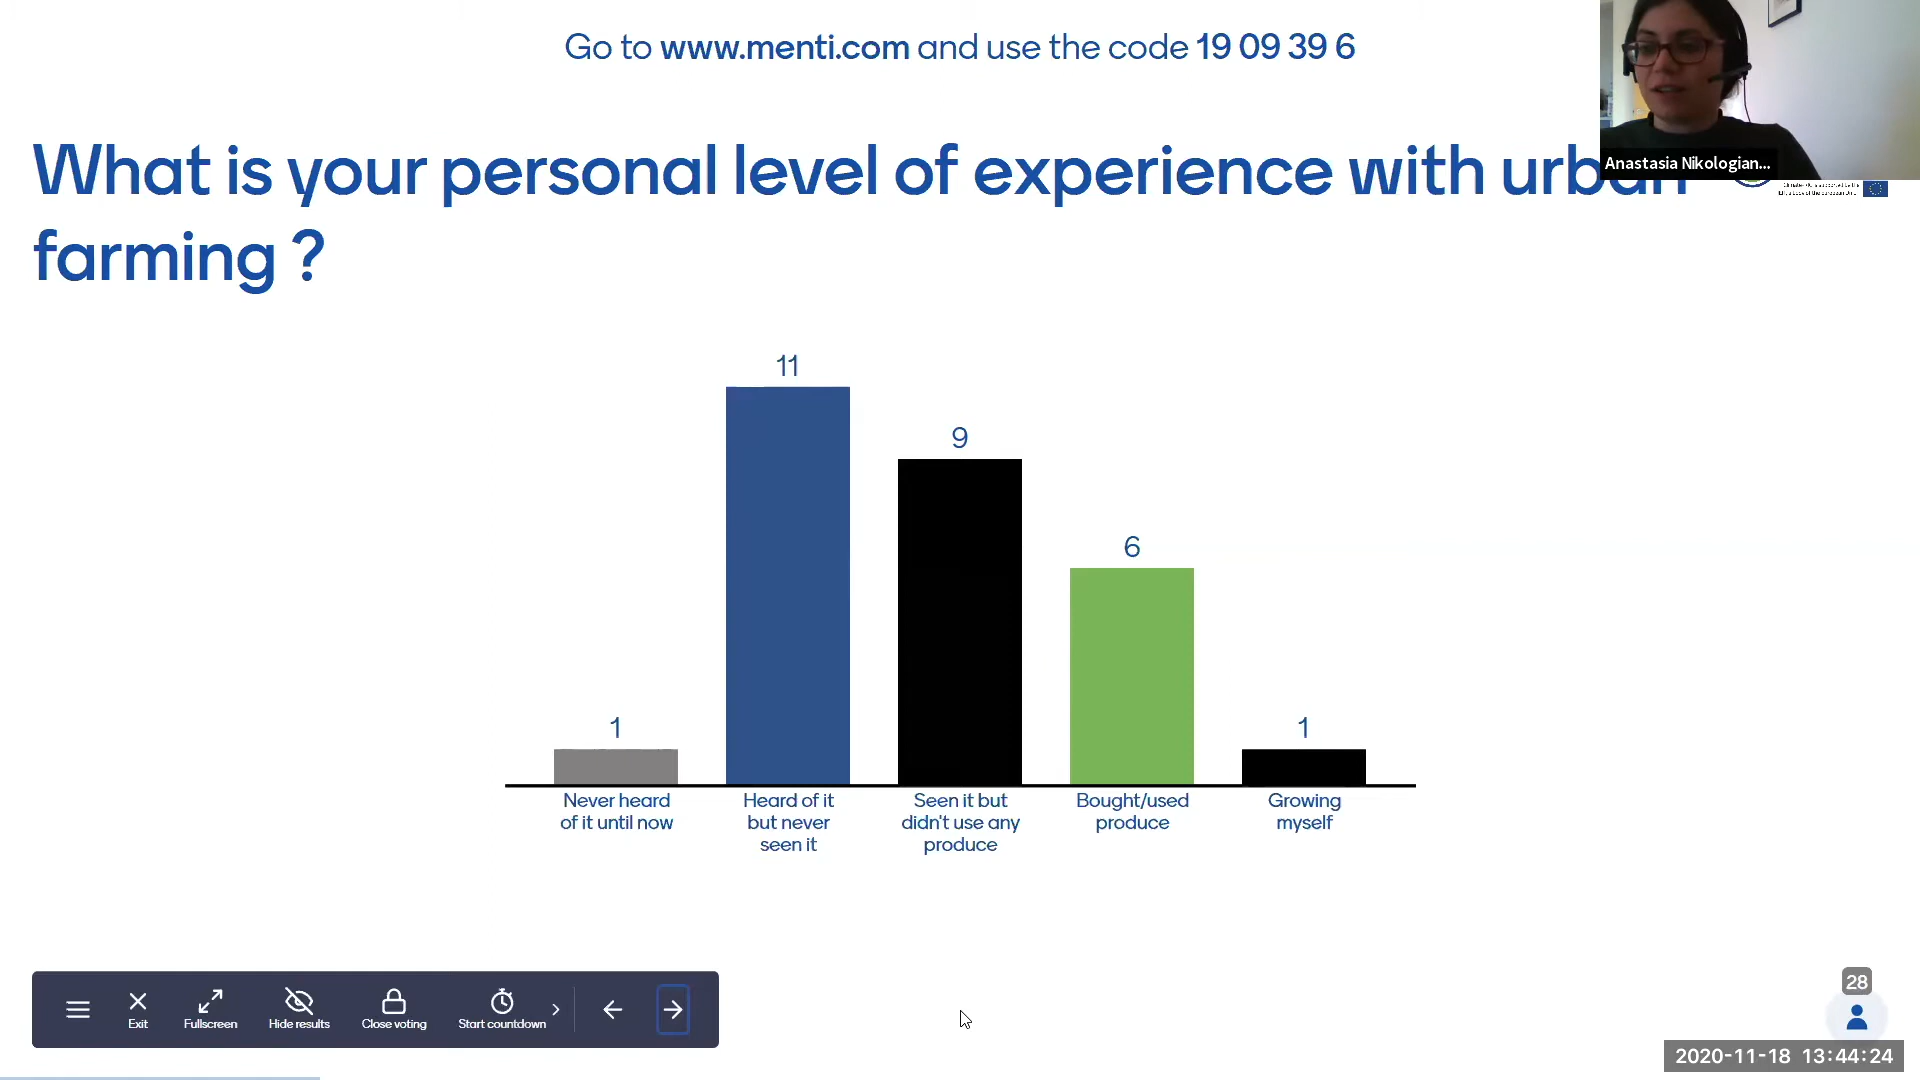 Go to www.menti.com and use the code 19 09 39 6
What is your personal level of experience with urban
farming ?
Anastasia Nikologian...
11
9
6
1
1
Never heard
of it until now
Heard of it
but never
seen it
Seen it but
didn't use any
produce
Bought/used
produce
Growing
myself
Exit
Fullscreen
Hide results
Close voting
Start countdown
28
2020-11-18 13:44:24